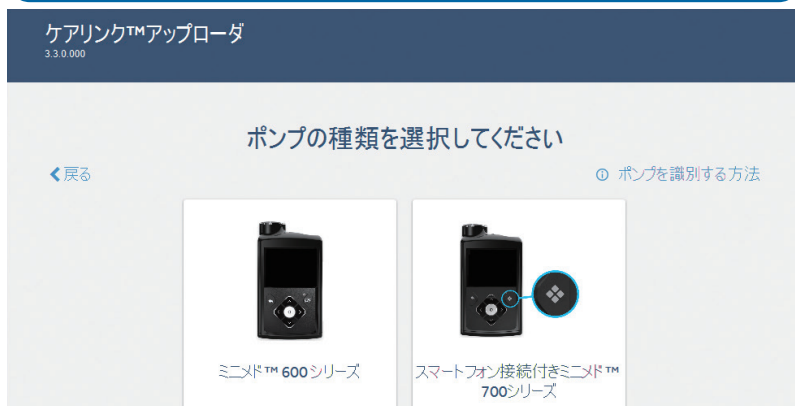 ケアリンク™アップローダ
3.3.0.000
ポンプの種類を選択してください
戻る
ポンプを識別する方法
ミニメド™ 600シリーズ
スマートフォン接続付きミニメド™
700シリーズ